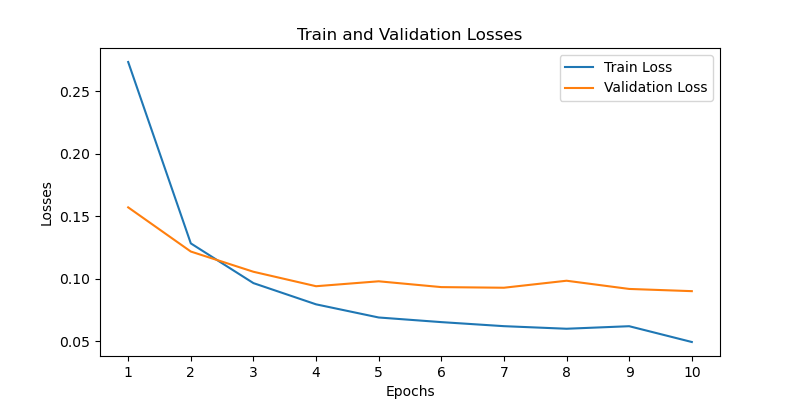 Train and Validation Losses
Train Loss
Validation Loss
0.25
0.20
0.15
0.10
0.05
Losses
1 2 3 4 5 6 7 8 9 10
Epochs